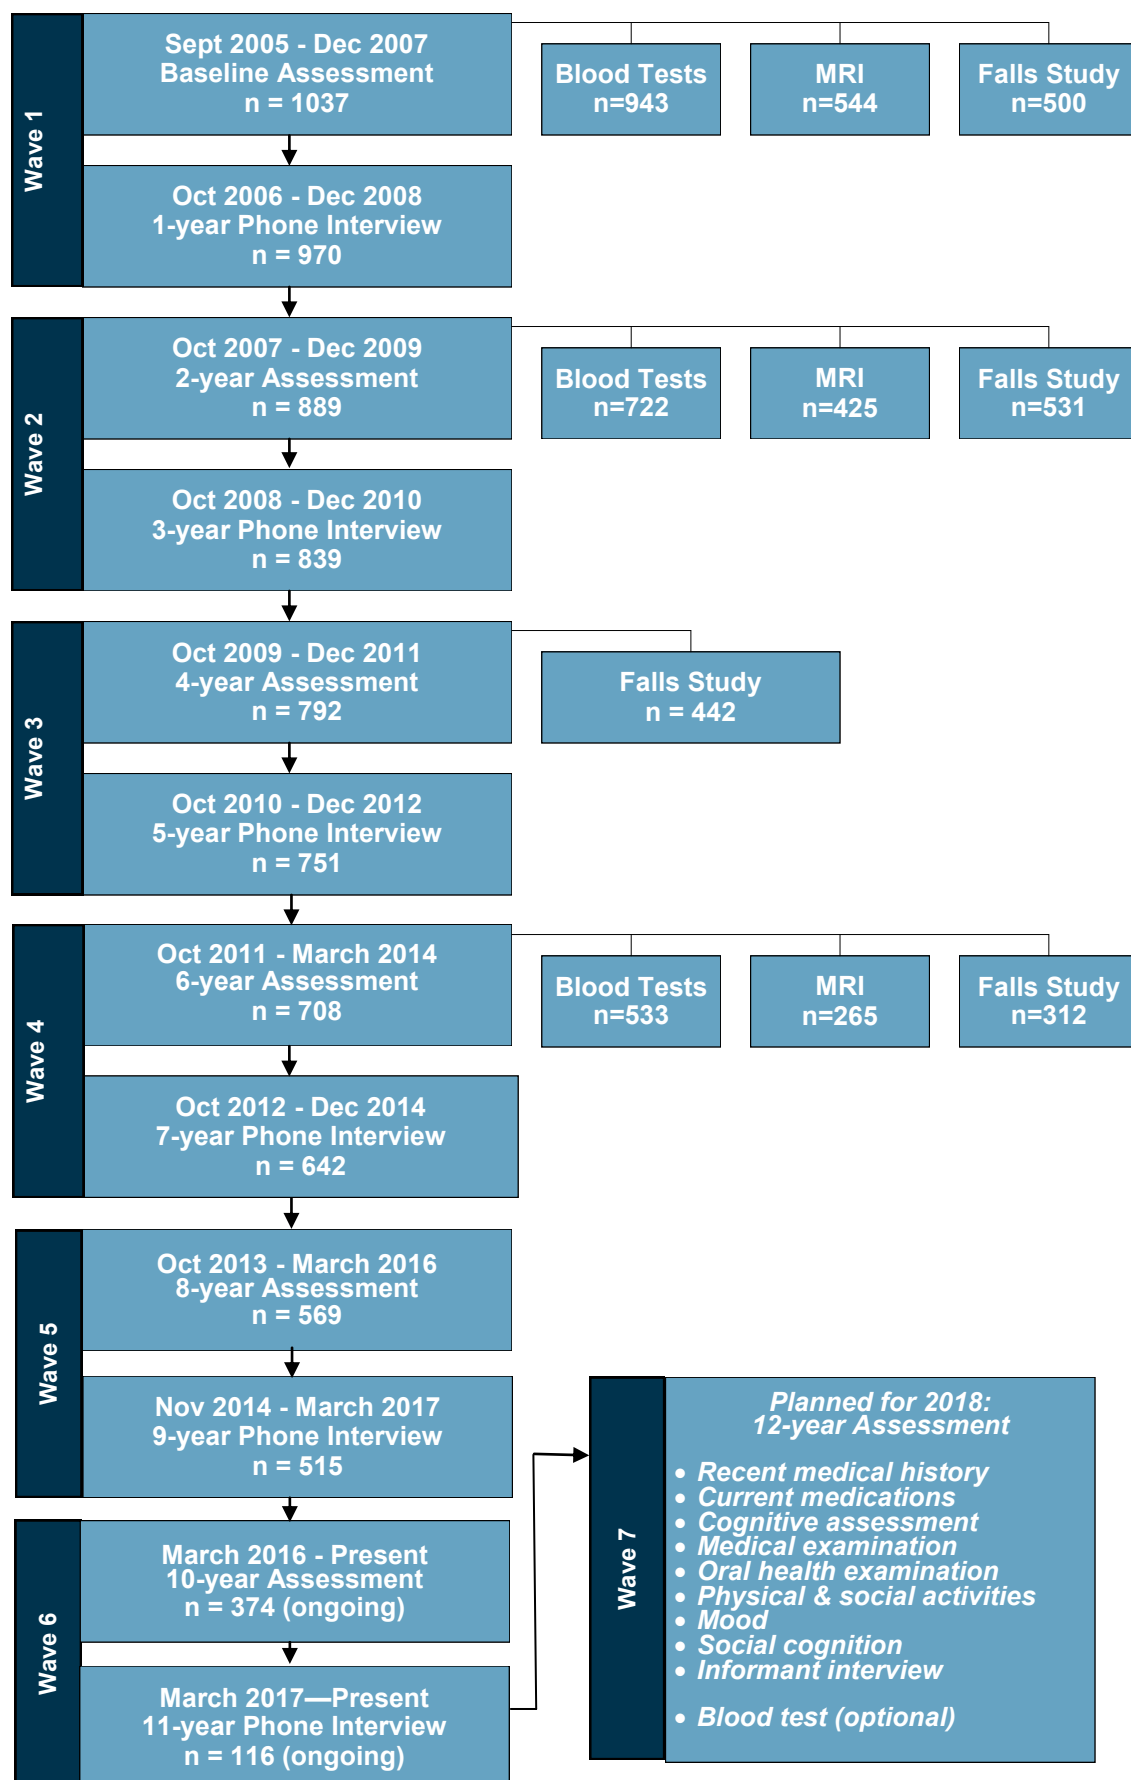 Wave 1
Sept 2005 - Dec 2007
Baseline Assessment
n = 1037
Blood Tests
n=943
MRI
n=544
Falls Study
n=500
Oct 2006 - Dec 2008
1-year Phone Interview
n = 970
Wave 2
Oct 2007 - Dec 2009
2-year Assessment
n = 889
Blood Tests
n=722
MRI
n=425
Falls Study
n=531
Oct 2008 - Dec 2010
3-year Phone Interview
n = 839
Wave 3
Oct 2009 - Dec 2011
4-year Assessment
n = 792
Falls Study
n = 442
Oct 2010 - Dec 2012
5-year Phone Interview
n = 751
Wave 4
Oct 2011 - March 2014
6-year Assessment
n = 708
Blood Tests
n=533
MRI
n=265
Falls Study
n=312
Oct 2012 - Dec 2014
7-year Phone Interview
n = 642
Wave 5
Oct 2013 - March 2016
8-year Assessment
n = 569
Nov 2014 - March 2017
9-year Phone Interview
n = 515
Wave 6
March 2016 - Present
10-year Assessment
n = 374 (ongoing)
March 2017—Present
11-year Phone Interview
n = 116 (ongoing)
Wave 7
Planned for 2018:
12-year Assessment
• Recent medical history
• Current medications
• Cognitive assessment
• Medical examination
• Oral health examination
• Physical & social activities
• Mood
• Social cognition
• Informant interview
• Blood test (optional)